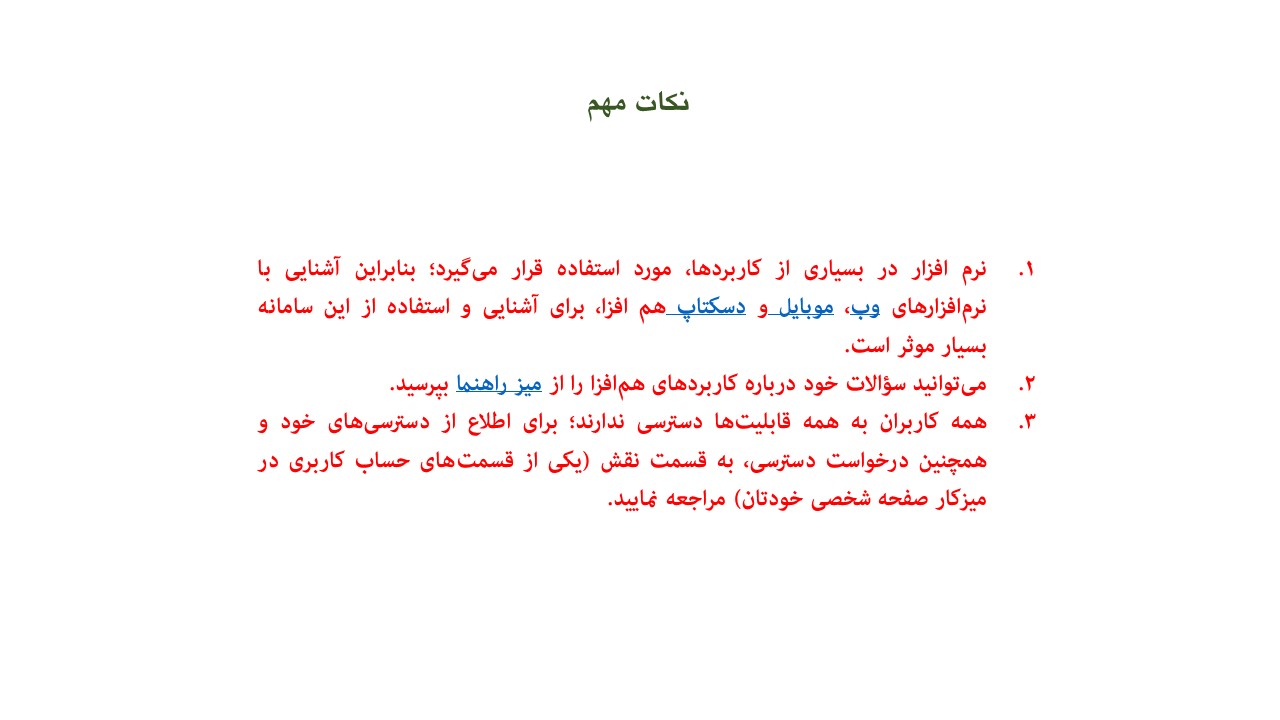 نکات مهم
۱. نرم افزار در بسیاری از کاربردها، مورد استفاده قرار می‌گیرد؛ بنابراین آشنایی با
نرم‌افزارهای وب، موبایل و دسکتاپ هم افزا، برای آشنایی و استفاده از این سامانه
بسیار موثر است.
۲. می‌توانید سؤالات خود درباره کاربردهای هم‌افزا را از میز راهنما بپرسید.
۳. همه کاربران به همه قابلیت‌ها دسترسی ندارند؛ برای اطلاع از دسترسی‌های خود و
همچنین درخواست دسترسی، به قسمت نقش (یکی از قسمت‌های حساب کاربری در
میزکار صفحه شخصی خودتان) مراجعه نمایید.